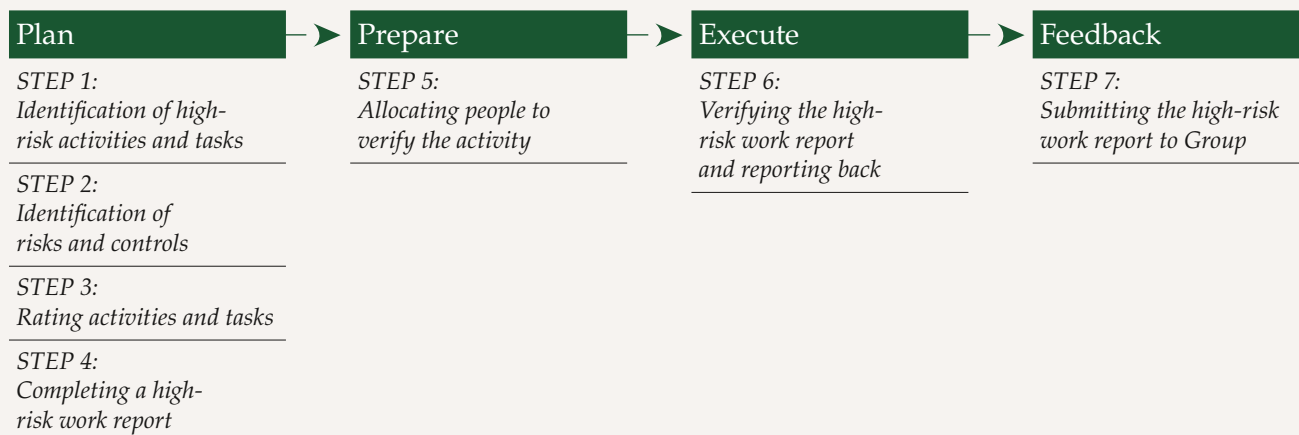 Plan
STEP 1:
Identification of high-
risk activities and tasks
STEP 2:
Identification of
risks and controls
STEP 3:
Rating activities and tasks
STEP 4:
Completing a high-
risk work report
Prepare
STEP 5:
Allocating people to
verify the activity
Execute
STEP 6:
Verifying the high-
risk work report
and reporting back
Feedback
STEP 7:
Submitting the high-risk
work report to Group